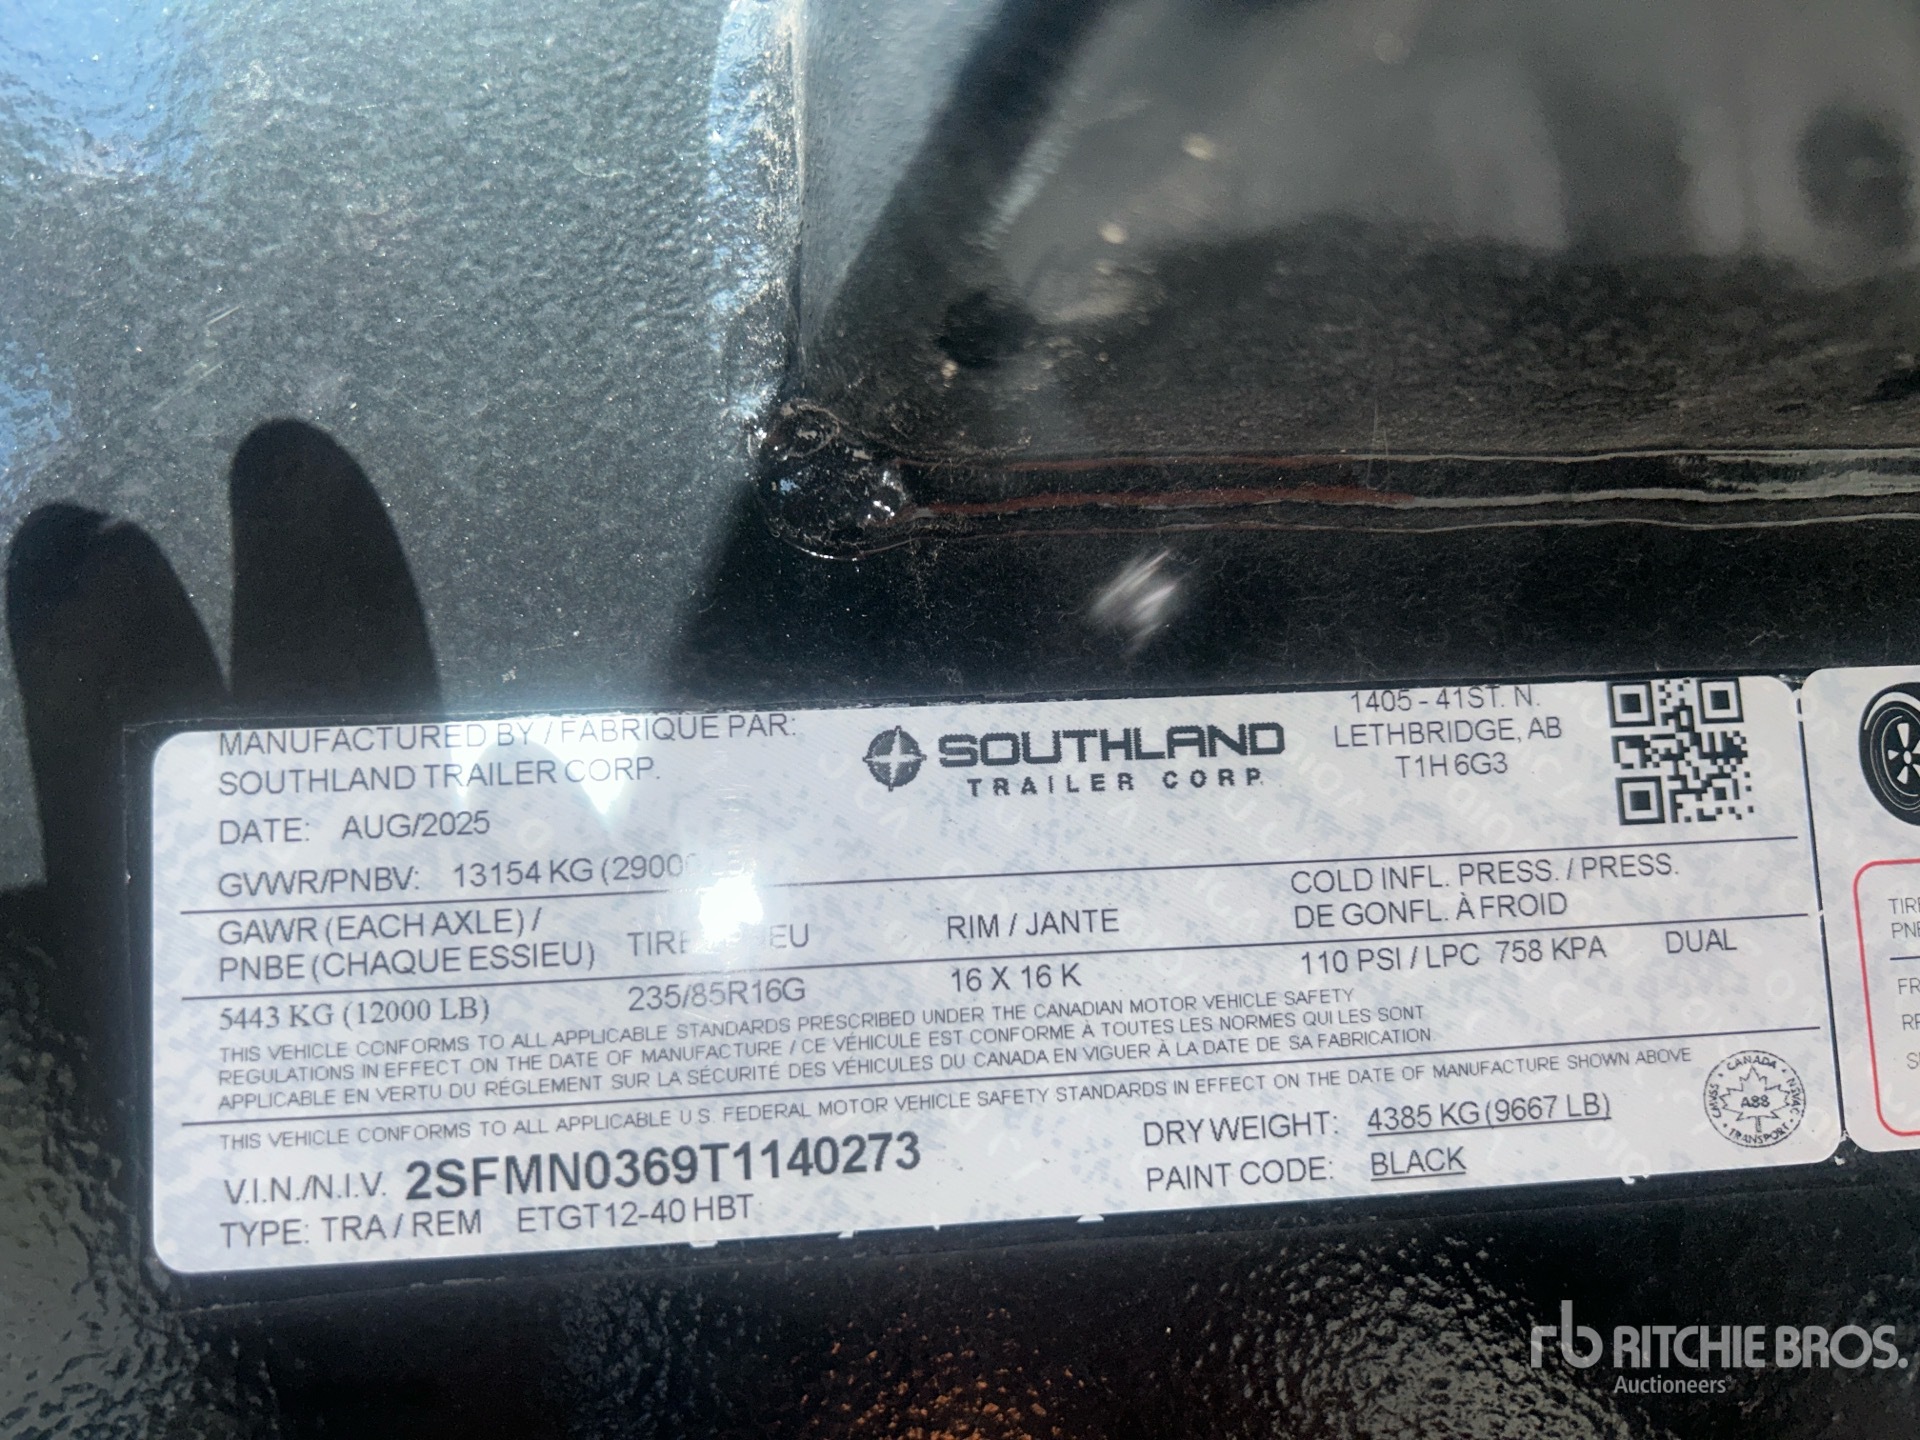 MANUFACTURED BY / FABRIQUE PAR:
SOUTHLAND TRAILER CORP.
SOUTHLAND
TRAILER CORP.
1405 - 41ST. N.
LETHBRIDGE, AB
T1H 6G3
DATE: AUG/2025
GVWR/PNBV: 13154 KG (2900
GAWR (EACH AXLE) /
PNBE (CHAQUE ESSIEU)
RIM / JANTE
COLD INFL. PRESS. / PRESS.
DE GONFL. À FROID
5443 KG (12000 LB) 235/85R16G 16 X 16 K 110 PSI / LPC 758 KPA DUAL
THIS VEHICLE CONFORMS TO ALL APPLICABLE STANDARDS PRESCRIBED UNDER THE CANADIAN MOTOR VEHICLE SAFETY
REGULATIONS IN EFFECT ON THE DATE OF MANUFACTURE / CE VÉHICULE EST CONFORME À TOUTES LES NORMES QUI LES SONT
APPLICABLE EN VERTU DU RÉGLEMENT SUR LA SÉCURITÉ DES VÉHICULES DU CANADA EN VIGUER À LA DATE DE SA FABRICATION
THIS VEHICLE CONFORMS TO ALL APPLICABLE U.S. FEDERAL MOTOR VEHICLE SAFETY STANDARDS IN EFFECT ON THE DATE OF MANUFACTURE SHOWN ABOVE
V.I.N./N.I.V. 2SFMN0369T1140273
TYPE: TRA / REM ETGT12-40 HBT
DRY WEIGHT: 4385 KG (9667 LB)
PAINT CODE: BLACK
CANADA
CMVSS A88 NSVAC
TRANSPORT
rb RITCHIE BROS.
Auctioneers